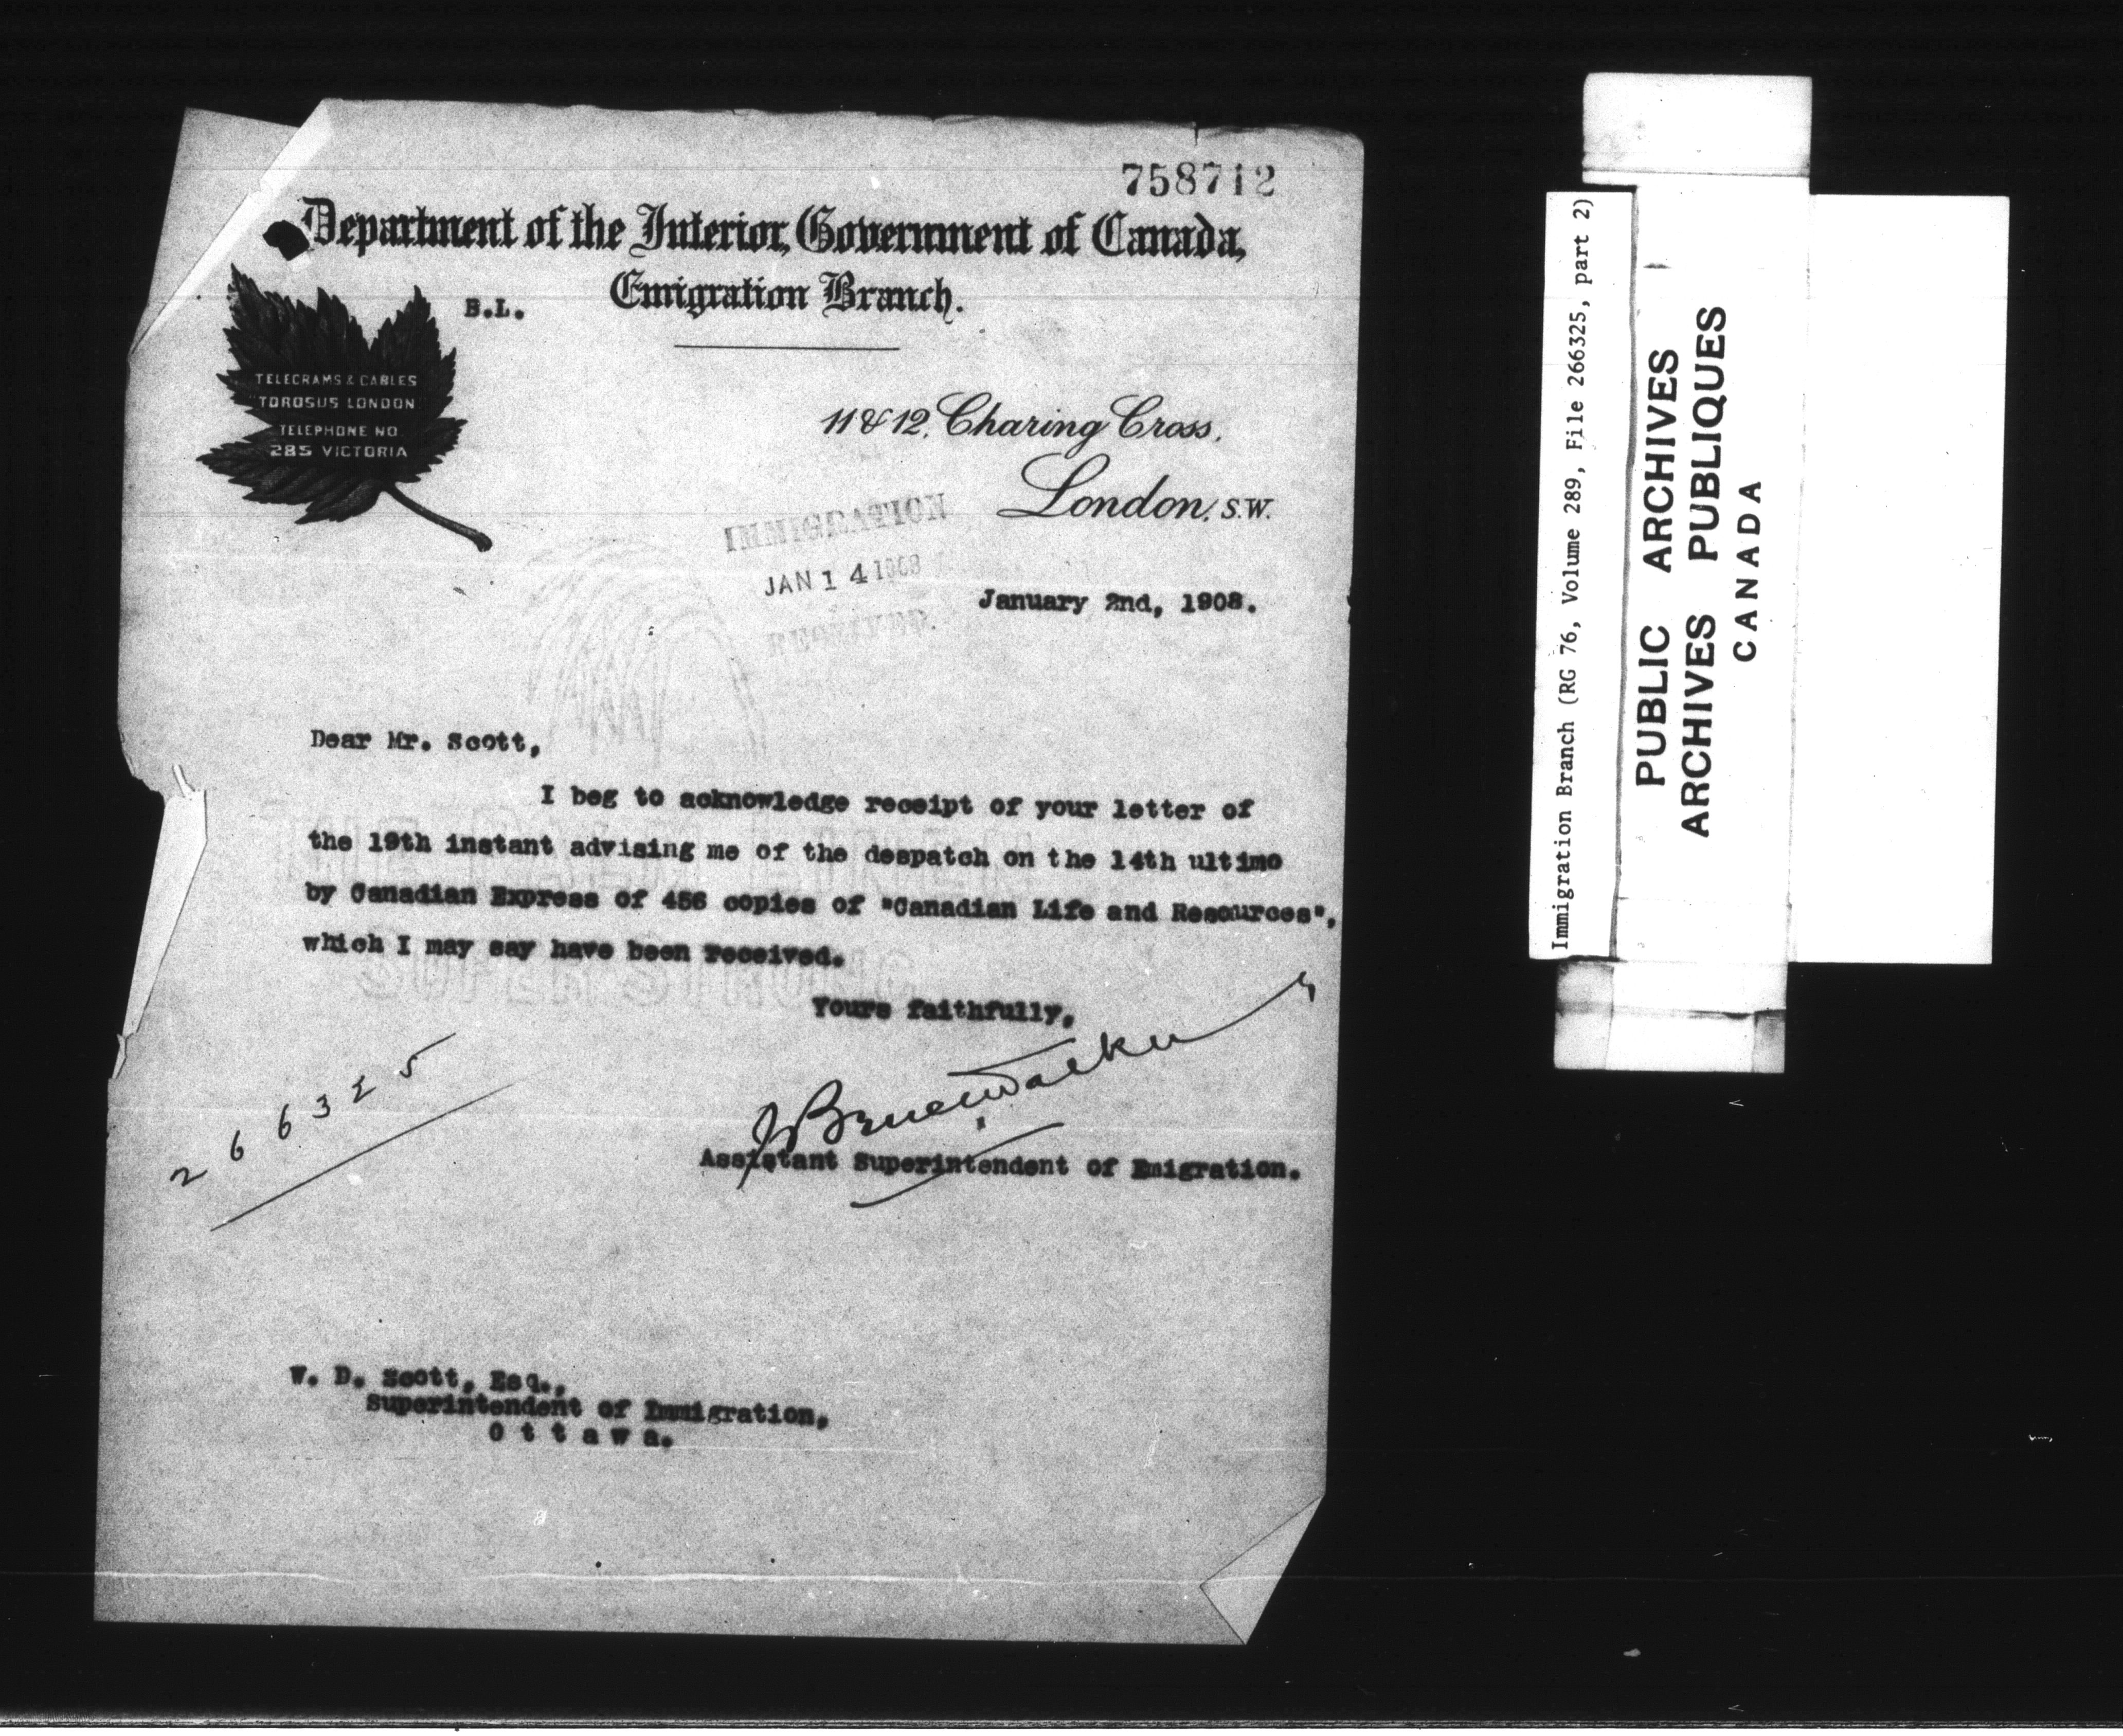 758712
Department of the Interior, Government of Canada,
Emigration Branch.
B.L.
TELEGRAMS & CABLES
"TOROSUS LONDON"
TELEPHONE NO.
285 VICTORIA
11 & 12, Charing Cross,
London, S.W.
IMMIGRATION
JAN 14 1908
RECEIVED
January 2nd, 1908.
Dear Mr. Scott,
I beg to acknowledge receipt of your letter of
the 19th instant advising me of the despatch on the 14th ultimo
by Canadian Express of 456 copies of "Canadian Life and Resources",
which I may say have been received.
Yours faithfully,
J Bruce Walker
Assistant Superintendent of Emigration.
266325
W. D. Scott, Esq.,
Superintendent of Immigration,
Ottawa.
Immigration Branch (RG 76, Volume 289, File 266325, part 2)
PUBLIC ARCHIVES
ARCHIVES PUBLIQUES
CANADA